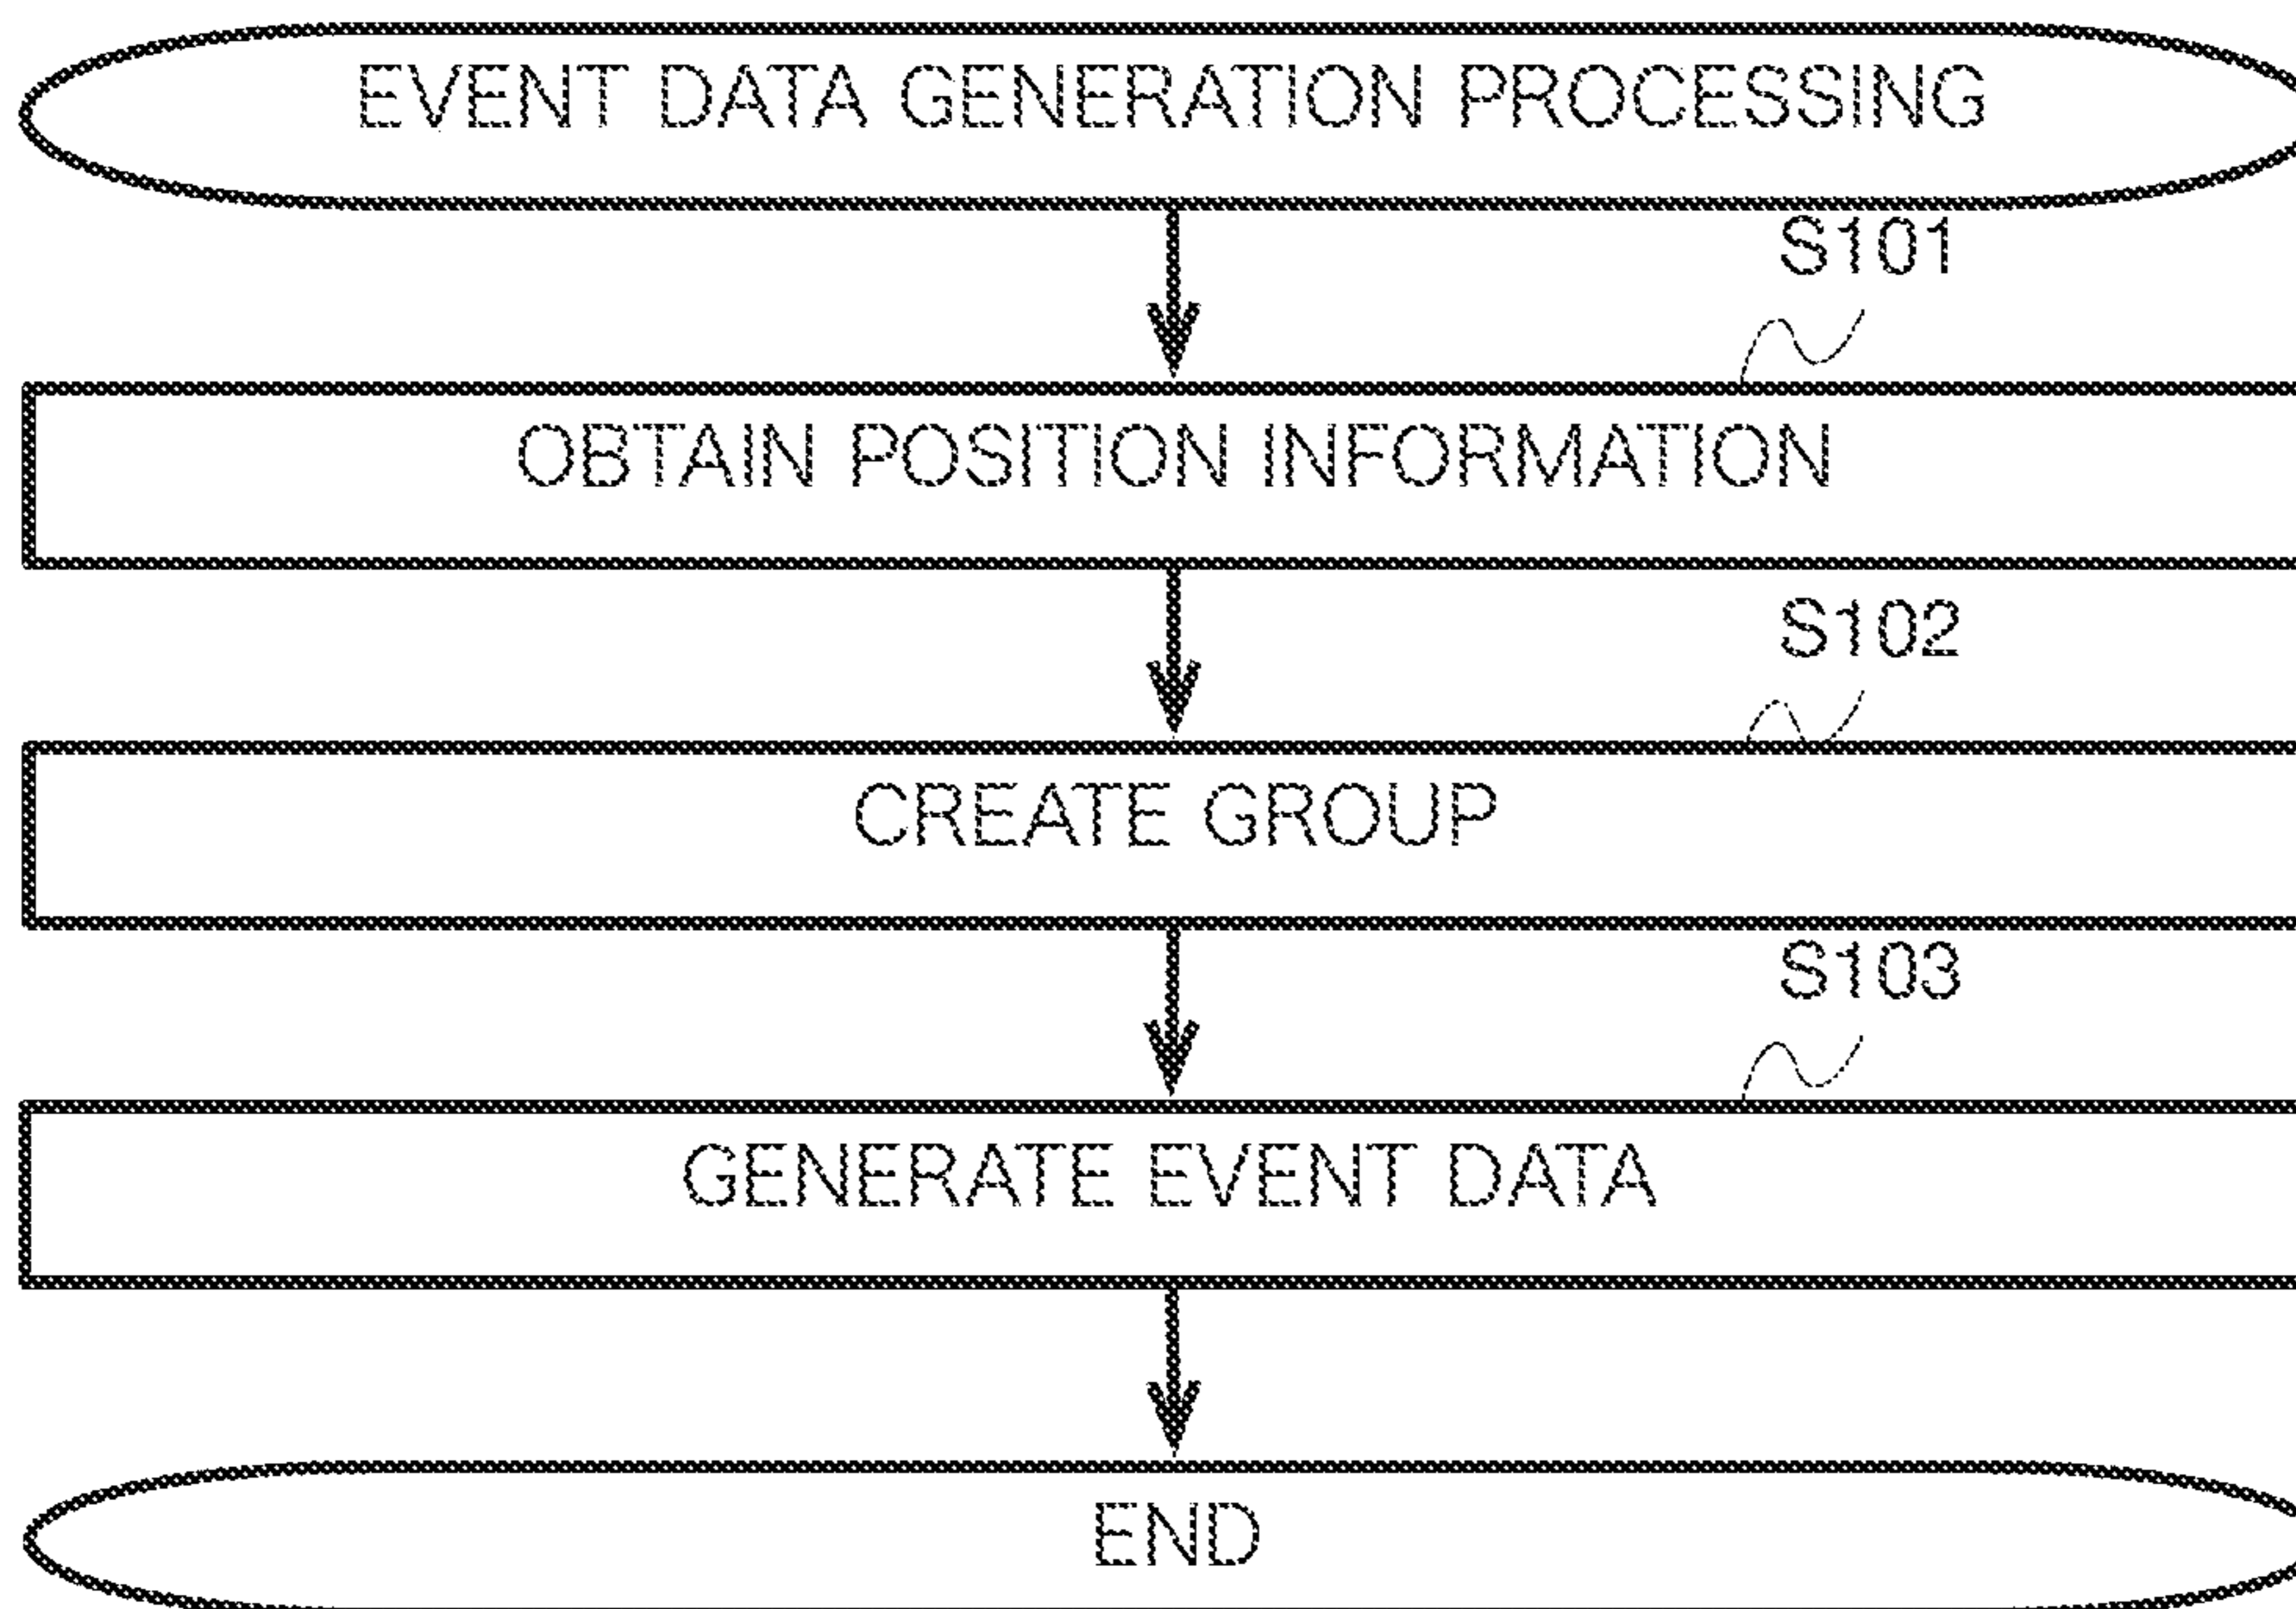 EVENT DATA GENERATION PROCESSING
S101
OBTAIN POSITION INFORMATION
S102
CREATE GROUP
S103
GENERATE EVENT DATA
END